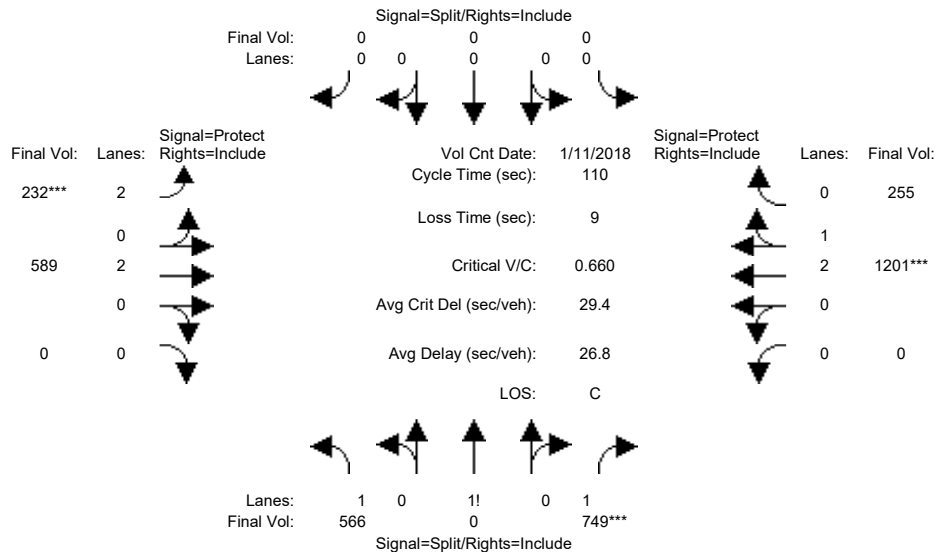 Signal=Split/Rights=Include
Final Vol: 0 0 0
Lanes: 0 0 0 0 0
Signal=Protect Signal=Protect
Final Vol: Lanes: Rights=Include Vol Cnt Date: 1/11/2018 Rights=Include Lanes: Final Vol:
Cycle Time (sec): 110
232*** 2 0 255
Loss Time (sec): 9
0 1
589 2 Critical V/C: 0.660 2 1201***
0 Avg Crit Del (sec/veh): 29.4 0
0 0 Avg Delay (sec/veh): 26.8 0 0
LOS: C
Lanes: 1 0 1! 0 1
Final Vol: 566 0 749***
Signal=Split/Rights=Include